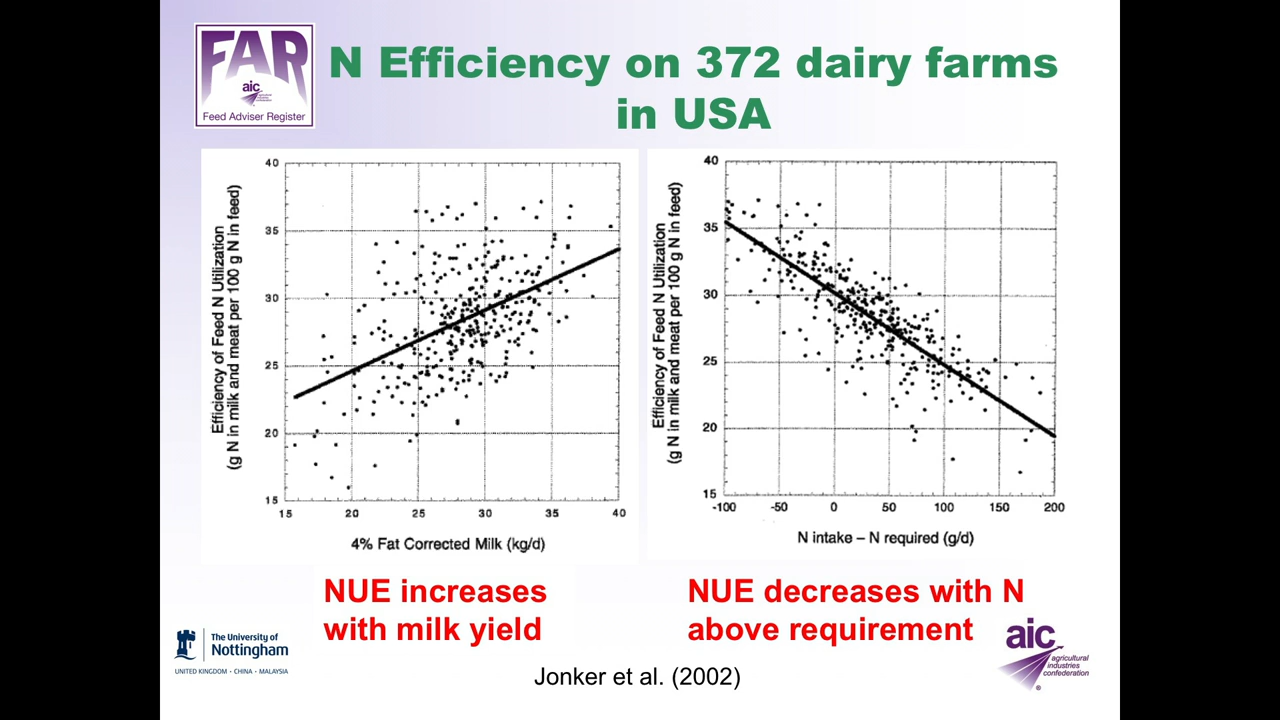 FAR
aic
agricultural
industries
confederation
Feed Adviser Register
N Efficiency on 372 dairy farms
in USA
Efficiency of Feed N Utilization
(g N in milk and meat per 100 g N in feed)
40
35
30
25
20
15
15 20 25 30 35 40
4% Fat Corrected Milk (kg/d)
Efficiency of Feed N Utilization
(g N in milk and meat per 100 g N in feed)
40
35
30
25
20
15
-100 -50 0 50 100 150 200
N intake – N required (g/d)
NUE increases
with milk yield
NUE decreases with N
above requirement
The University of
Nottingham
UNITED KINGDOM · CHINA · MALAYSIA
Jonker et al. (2002)
aic
agricultural
industries
confederation
®